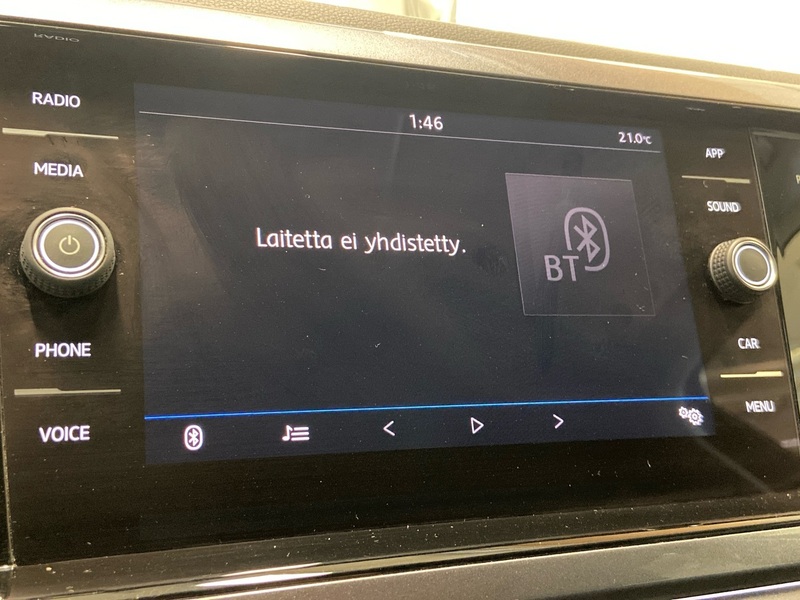 RADIO
1:46
21.0°C
APP
MEDIA
SOUND
Laitetta ei yhdistetty.
BT
PHONE
CAR
VOICE
MENU